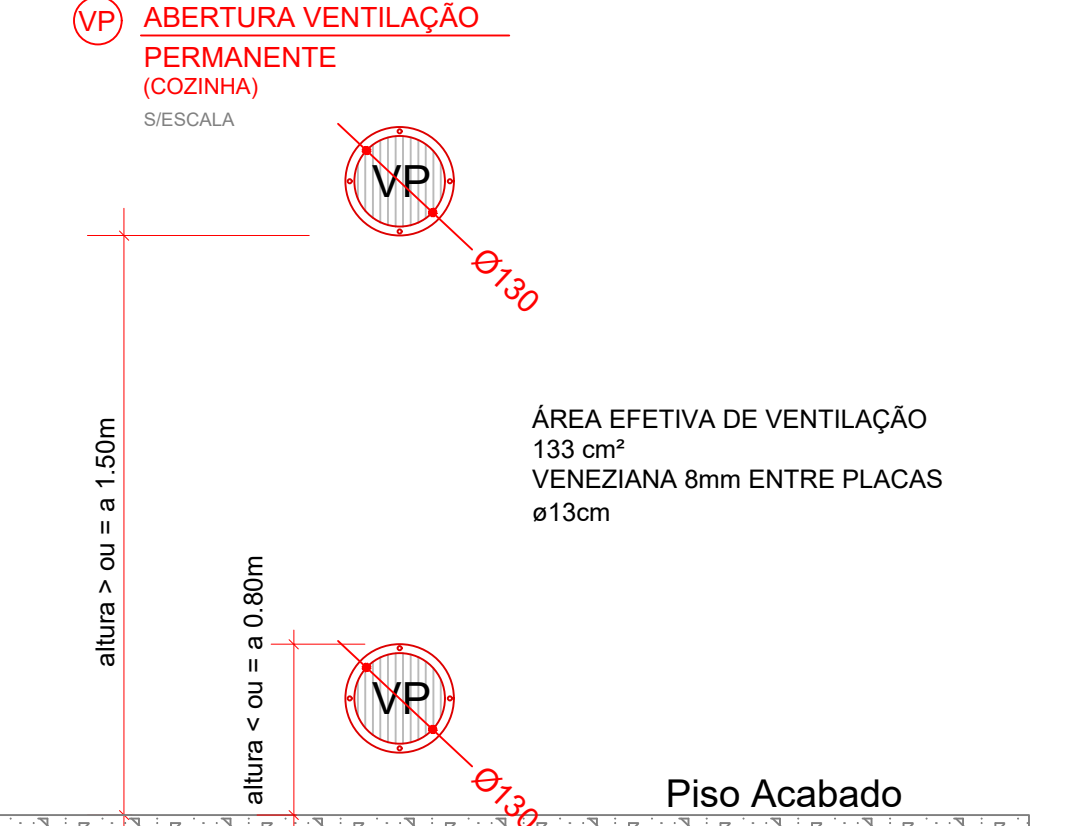 VP ABERTURA VENTILAÇÃO
PERMANENTE
(COZINHA)
S/ESCALA
VP
Ø130
altura > ou = a 1.50m
ÁREA EFETIVA DE VENTILAÇÃO
133 cm²
VENEZIANA 8mm ENTRE PLACAS
ø13cm
altura < ou = a 0.80m
VP
Ø130
Piso Acabado